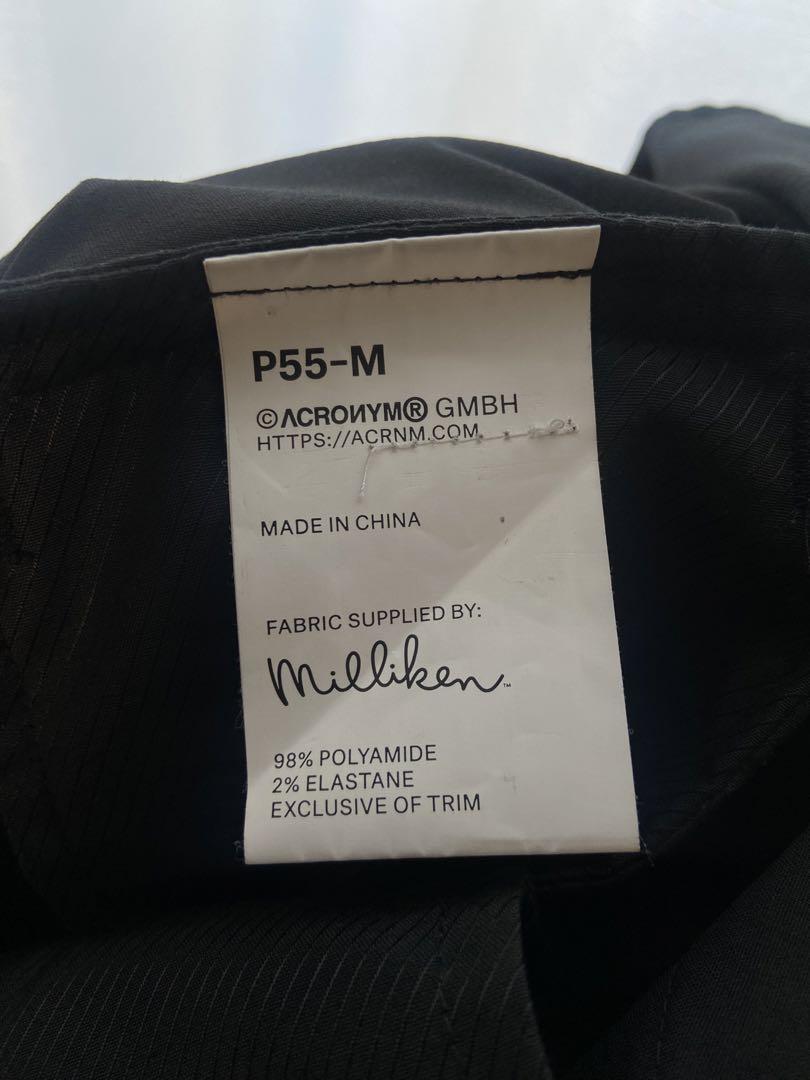 P55-M
©ACRONYM® GMBH
HTTPS://ACRNM.COM
MADE IN CHINA
FABRIC SUPPLIED BY:
Milliken™
98% POLYAMIDE
2% ELASTANE
EXCLUSIVE OF TRIM